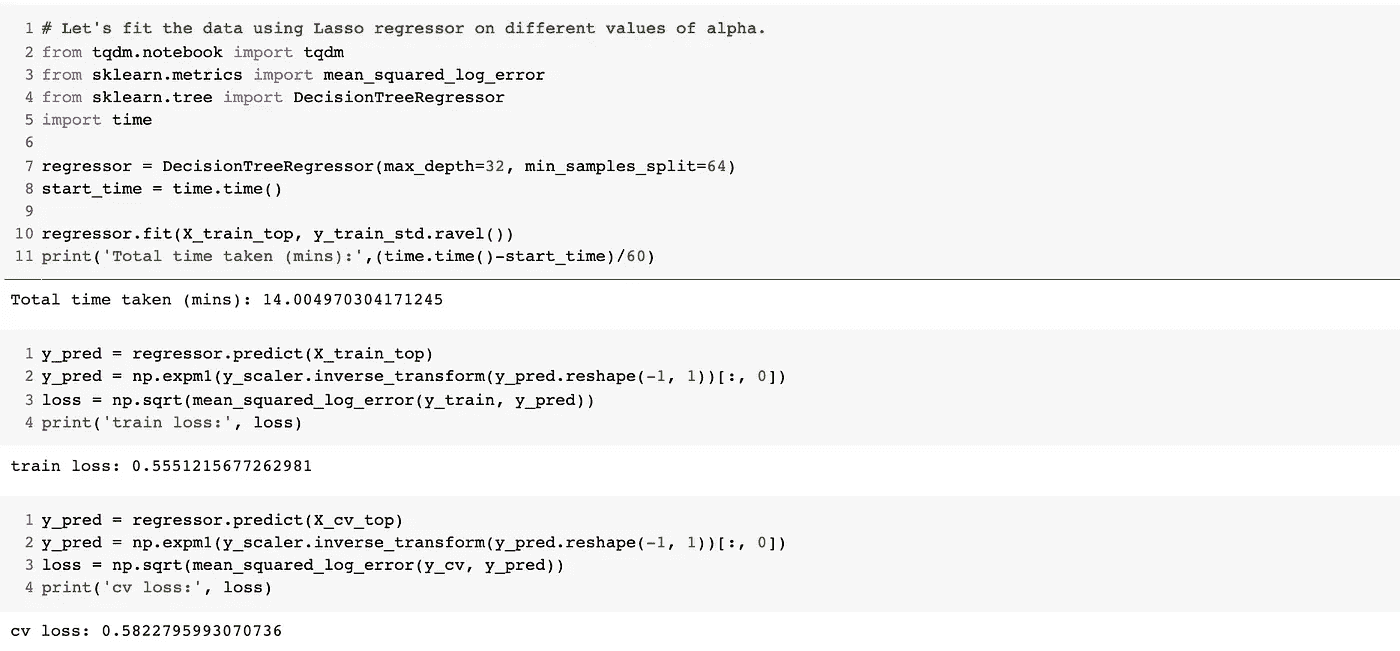 1 # Let's fit the data using Lasso regressor on different values of alpha.
2 from tqdm.notebook import tqdm
3 from sklearn.metrics import mean_squared_log_error
4 from sklearn.tree import DecisionTreeRegressor
5 import time
6
7 regressor = DecisionTreeRegressor(max_depth=32, min_samples_split=64)
8 start_time = time.time()
9
10 regressor.fit(X_train_top, y_train_std.ravel())
11 print('Total time taken (mins):',(time.time()-start_time)/60)
Total time taken (mins): 14.004970304171245
1 y_pred = regressor.predict(X_train_top)
2 y_pred = np.expm1(y_scaler.inverse_transform(y_pred.reshape(-1, 1))[:, 0])
3 loss = np.sqrt(mean_squared_log_error(y_train, y_pred))
4 print('train loss:', loss)
train loss: 0.5551215677262981
1 y_pred = regressor.predict(X_cv_top)
2 y_pred = np.expm1(y_scaler.inverse_transform(y_pred.reshape(-1, 1))[:, 0])
3 loss = np.sqrt(mean_squared_log_error(y_cv, y_pred))
4 print('cv loss:', loss)
cv loss: 0.5822795993070736